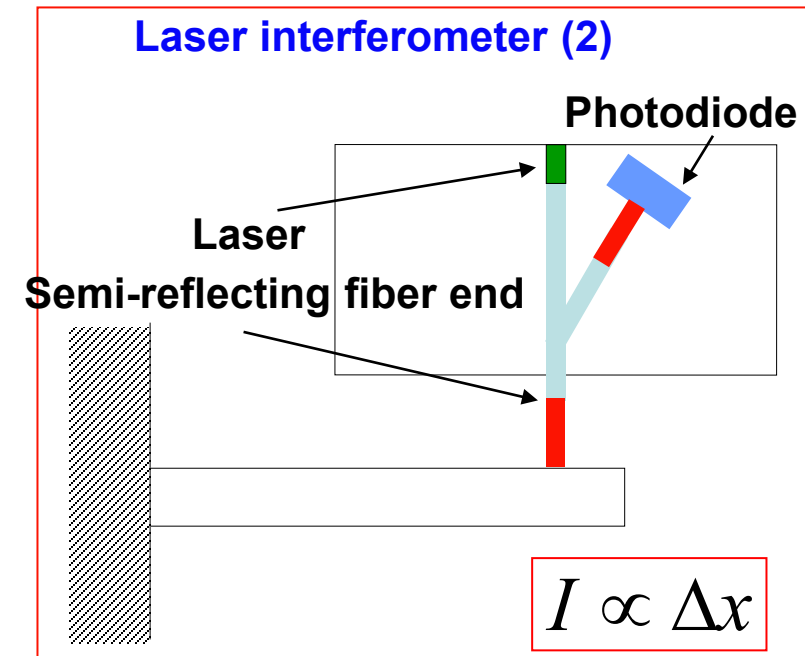 Laser interferometer (2)
Photodiode
Laser
Semi-reflecting fiber end
I ∝ Δx